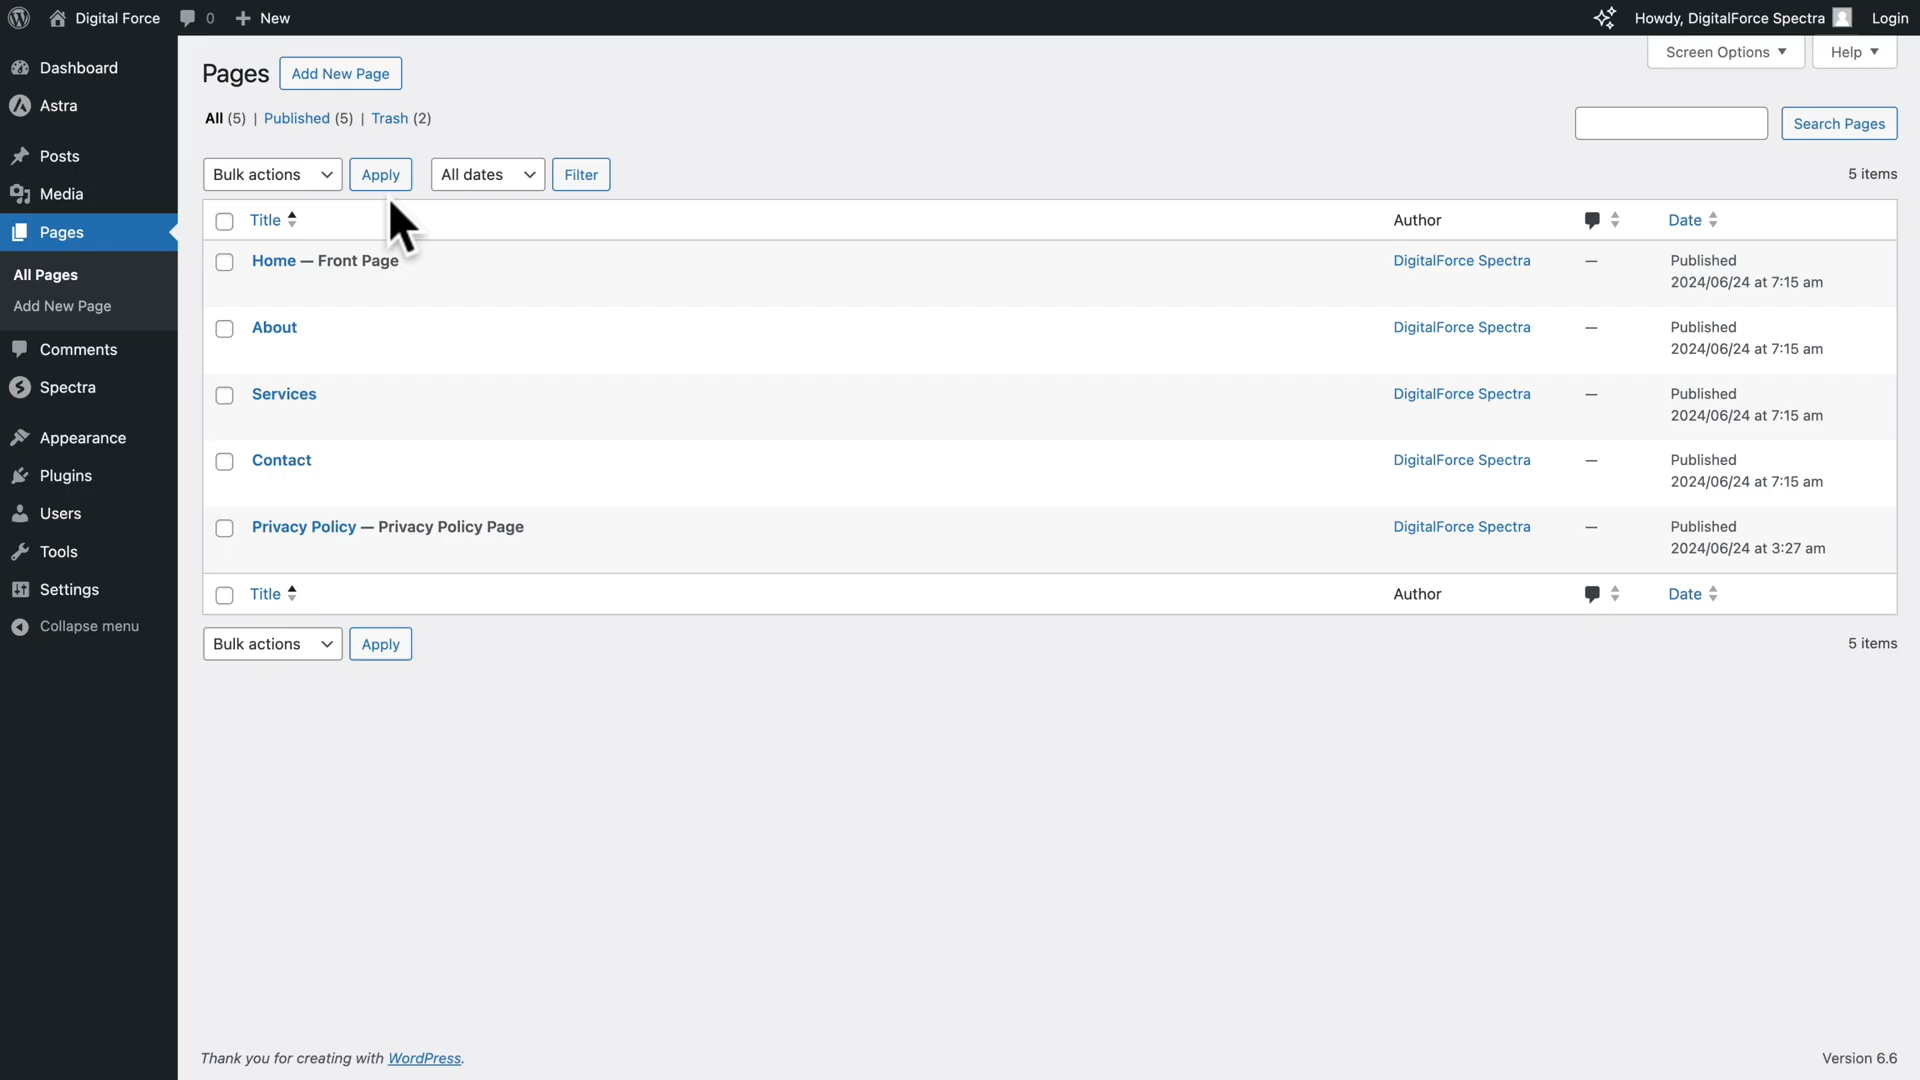 Digital Force 0 New Howdy, DigitalForce Spectra Login
Dashboard
Astra
Posts
Media
Pages
All Pages
Add New Page
Comments
Spectra
Appearance
Plugins
Users
Tools
Settings
Collapse menu
Screen Options Help
Pages Add New Page
All (5) | Published (5) | Trash (2)
Search Pages
Bulk actions Apply All dates Filter 5 items
Title Author Date
Home — Front Page DigitalForce Spectra — Published
2024/06/24 at 7:15 am
About DigitalForce Spectra — Published
2024/06/24 at 7:15 am
Services DigitalForce Spectra — Published
2024/06/24 at 7:15 am
Contact DigitalForce Spectra — Published
2024/06/24 at 7:15 am
Privacy Policy — Privacy Policy Page DigitalForce Spectra — Published
2024/06/24 at 3:27 am
Title Author Date
Bulk actions Apply 5 items
Thank you for creating with WordPress. Version 6.6